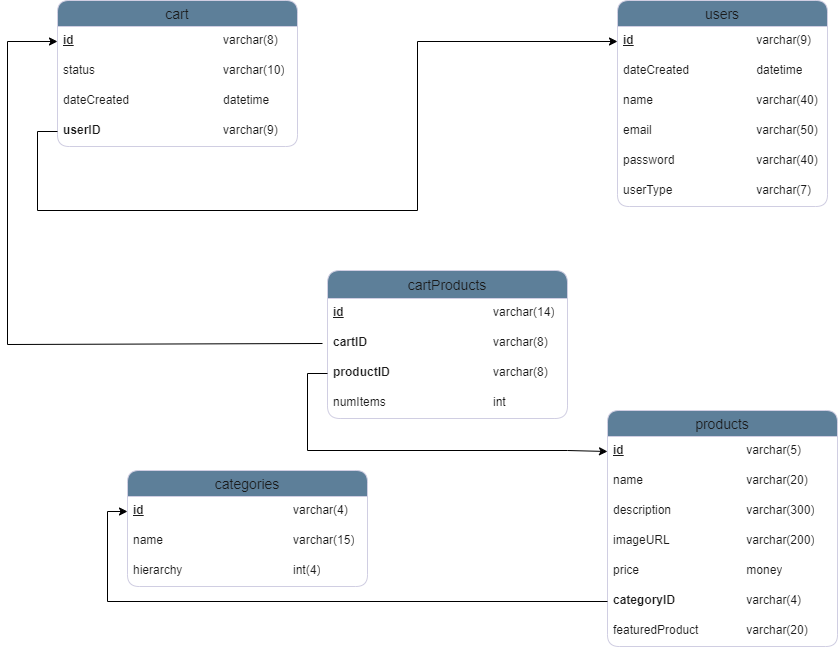 cart
id varchar(8)
status varchar(10)
dateCreated datetime
userID varchar(9)
users
id varchar(9)
dateCreated datetime
name varchar(40)
email varchar(50)
password varchar(40)
userType varchar(7)
cartProducts
id varchar(14)
cartID varchar(8)
productID varchar(8)
numItems int
products
id varchar(5)
name varchar(20)
description varchar(300)
imageURL varchar(200)
price money
categoryID varchar(4)
featuredProduct varchar(20)
categories
id varchar(4)
name varchar(15)
hierarchy int(4)